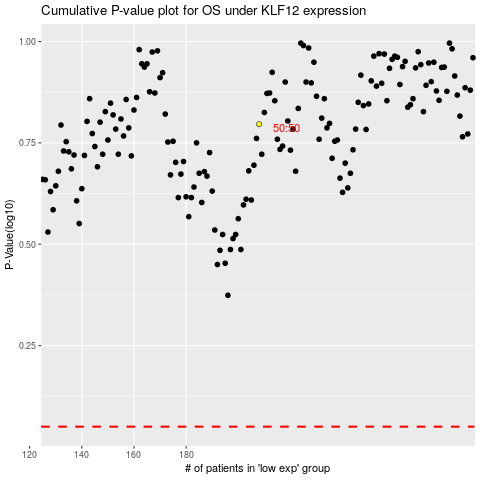 Cumulative P-value plot for OS under KLF12 expression
1.00
0.75
0.50
0.25
P-Value(log10)
50:50
120 140 160 180
# of patients in 'low exp' group